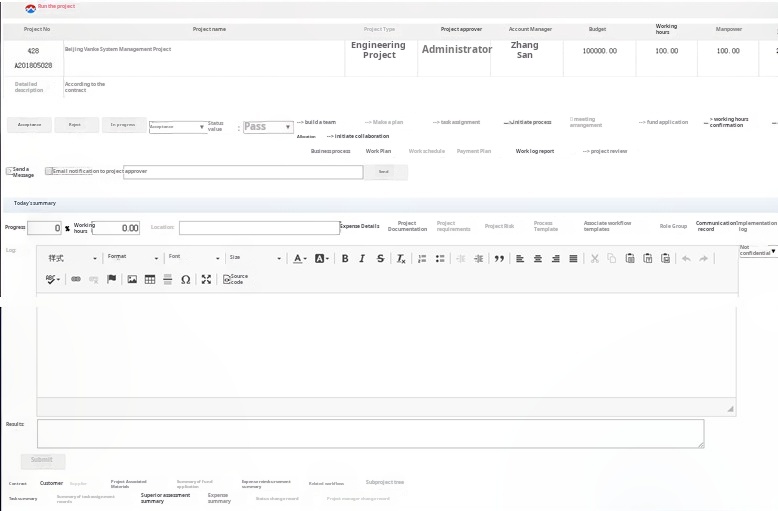 Run the project
Project No Project name Project Type Project approver Account Manager Budget Working hours Manpower
428 A201805028 Beijing Vanke System Management Project Engineering Project Administrator Zhang San 100000.00 100.00 100.00
Detailed description According to the contract
Acceptance Reject In progress Acceptance Status value : Pass --> build a team --> Make a plan --> task assignment initiate process meeting arrangement --> fund application > working hours confirmation
Allocation --> initiate collaboration
Business process Work Plan Work schedule Payment Plan Work log report --> project review
Send a Message Email notification to project approver Send
Today's summary
Progress 0 % Working hours 0.00 Location: Expense Details Project Documentation Project requirements Project Risk Process Template Associate workflow templates Role Group Communication record Implementation log
Log: Not confidential
样式 Format Font Size
Source code
Results:
Submit
Contract Customer Supplier Project Associated Materials Summary of Fund application Expense reimbursement summary Related workflows Subproject tree
Task summary Summary of task assignment records Superior assessment summary Expense summary Status change record Project manager change record